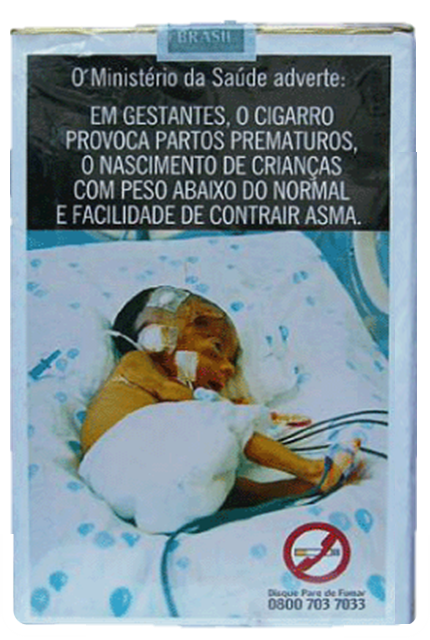 BRASIL
O Ministério da Saúde adverte:
EM GESTANTES, O CIGARRO
PROVOCA PARTOS PREMATUROS,
O NASCIMENTO DE CRIANÇAS
COM PESO ABAIXO DO NORMAL
E FACILIDADE DE CONTRAIR ASMA.
Disque Pare de Fumar
0800 703 7033